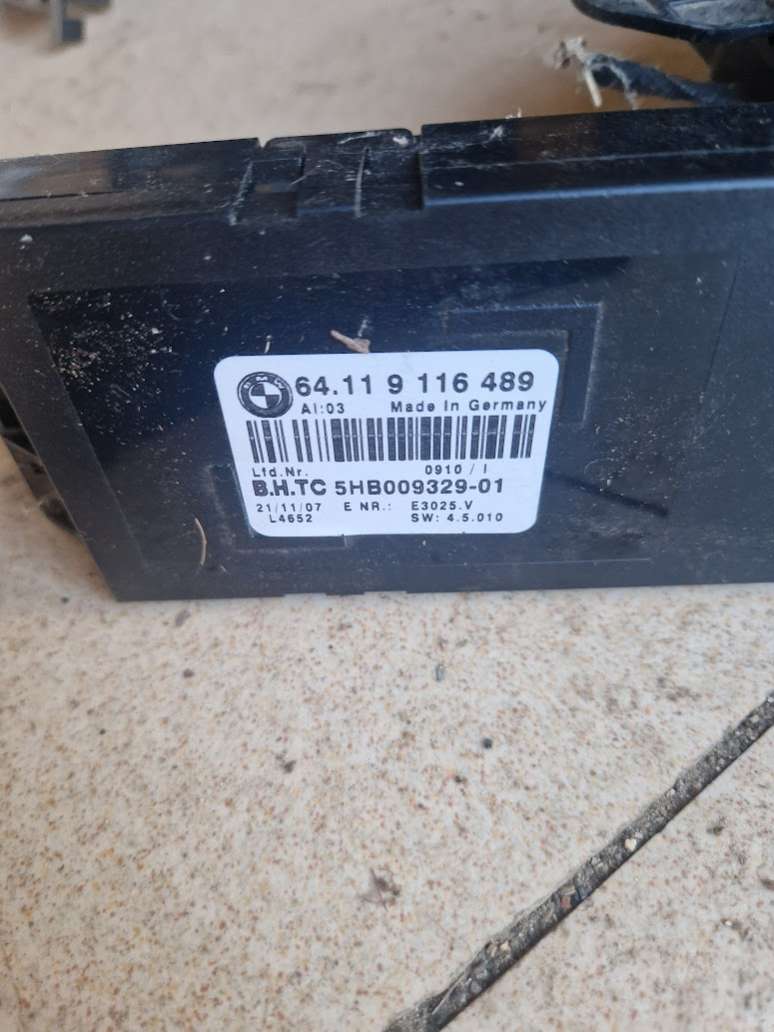 64.11 9 116 489
AI:03 Made in Germany
Lfd.Nr. 0910 / I
B.H.TC 5HB009329-01
21/11/07 E NR.: E3025.V
L4652 SW: 4.5.010